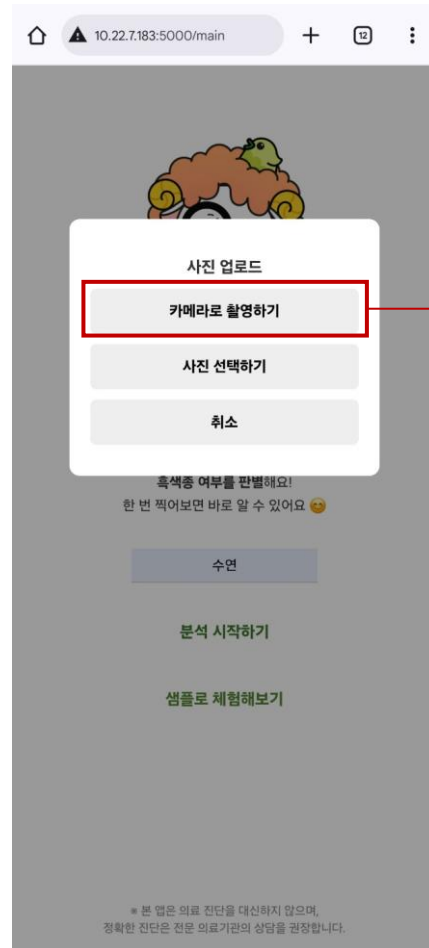 10.22.7.183:5000/main
12
사진 업로드
카메라로 촬영하기
사진 선택하기
취소
흑색종 여부를 판별해요!
한 번 찍어보면 바로 알 수 있어요 😊
수연
분석 시작하기
샘플로 체험해보기
※ 본 앱은 의료 진단을 대신하지 않으며,
정확한 진단은 전문 의료기관의 상담을 권장합니다.